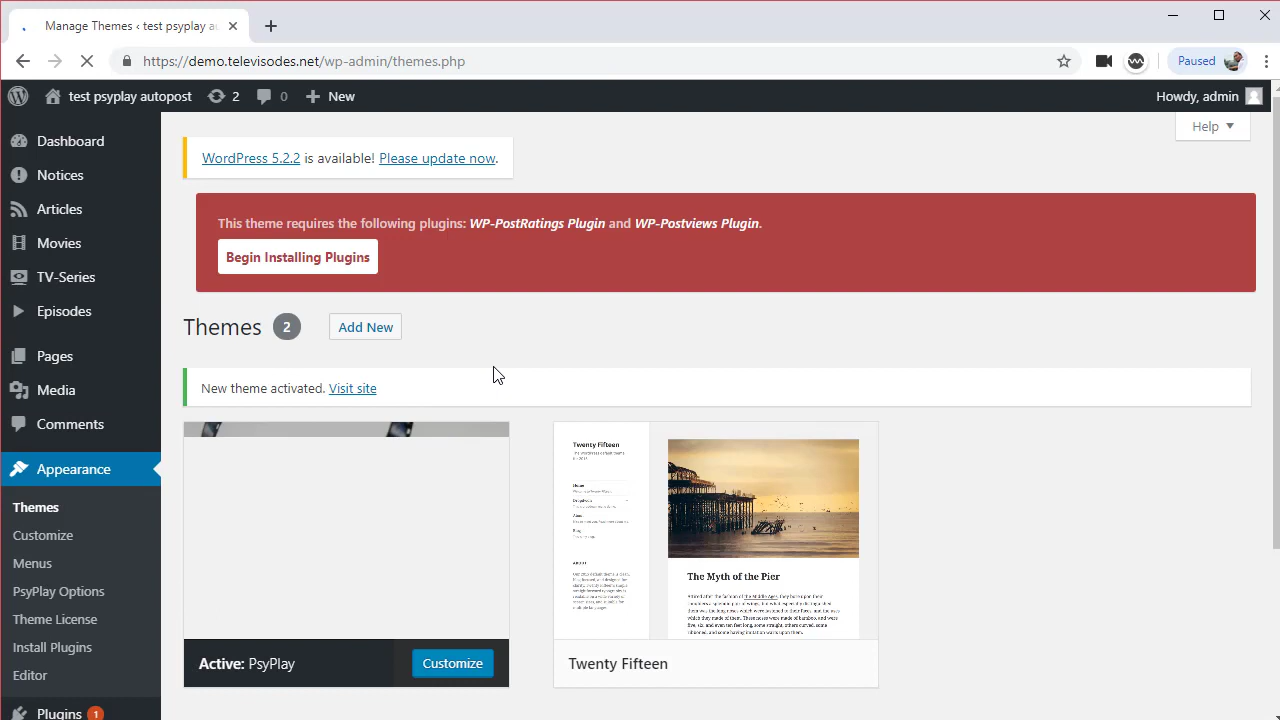 Manage Themes ‹ test psyplay au
https://demo.televisodes.net/wp-admin/themes.php
Paused
test psyplay autopost
2
0
New
Howdy, admin
Dashboard
Notices
Articles
Movies
TV-Series
Episodes
Pages
Media
Comments
Appearance
Themes
Customize
Menus
PsyPlay Options
Theme License
Install Plugins
Editor
Plugins 1
Help
WordPress 5.2.2 is available! Please update now.
This theme requires the following plugins: WP-PostRatings Plugin and WP-Postviews Plugin.
Begin Installing Plugins
Themes 2
Add New
New theme activated. Visit site
Active: PsyPlay
Customize
Twenty Fifteen
Home
ABOUT
The Myth of the Pier
Twenty Fifteen